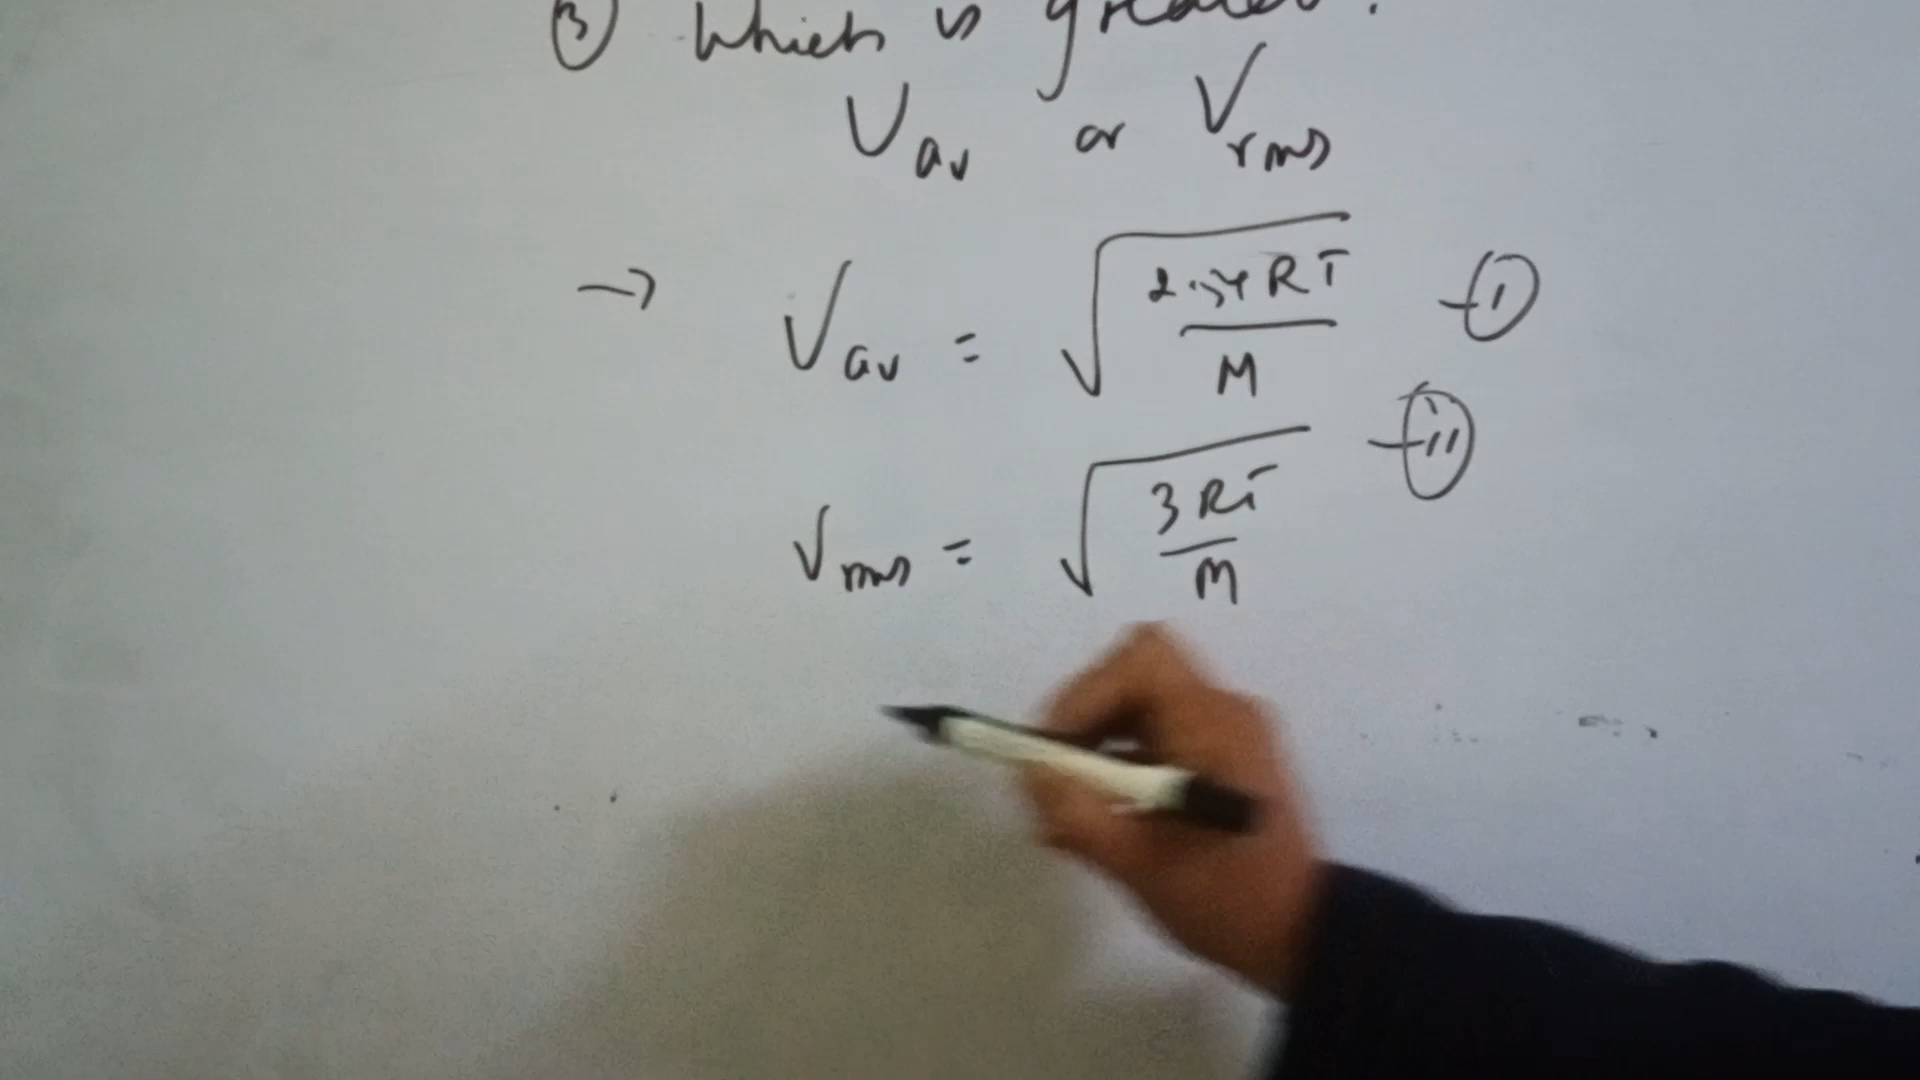 ③ Which is greater?
Vav or Vrms
→ Vav = √(2.54RT/M) -(i)
Vrms = √(3RT/M) -(ii)